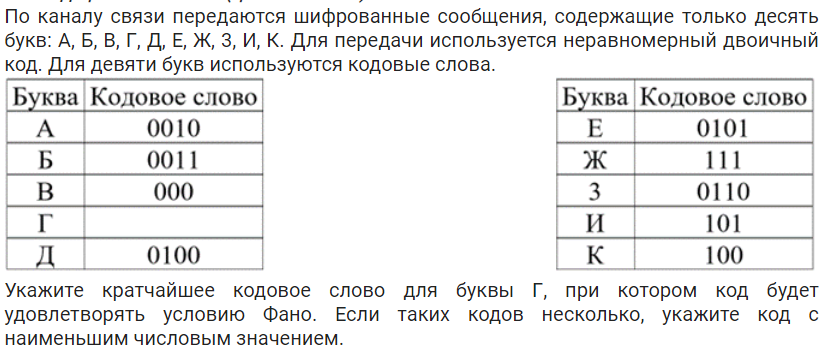 По каналу связи передаются шифрованные сообщения, содержащие только десять
букв: А, Б, В, Г, Д, Е, Ж, З, И, К. Для передачи используется неравномерный двоичный
код. Для девяти букв используются кодовые слова.
Буква Кодовое слово
А 0010
Б 0011
В 000
Г
Д 0100
Буква Кодовое слово
Е 0101
Ж 111
З 0110
И 101
К 100
Укажите кратчайшее кодовое слово для буквы Г, при котором код будет
удовлетворять условию Фано. Если таких кодов несколько, укажите код с
наименьшим числовым значением.